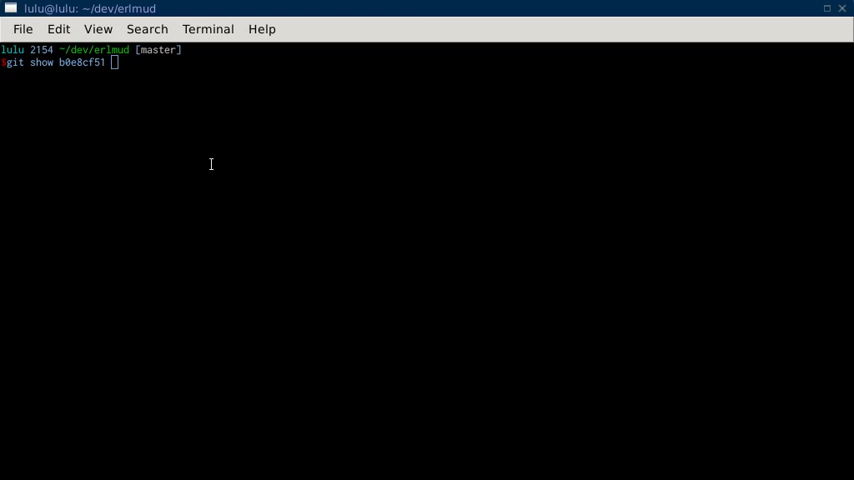 lulu@lulu: ~/dev/erlmud
File Edit View Search Terminal Help
lulu 2154 ~/dev/erlmud [master]
$git show b0e8cf51